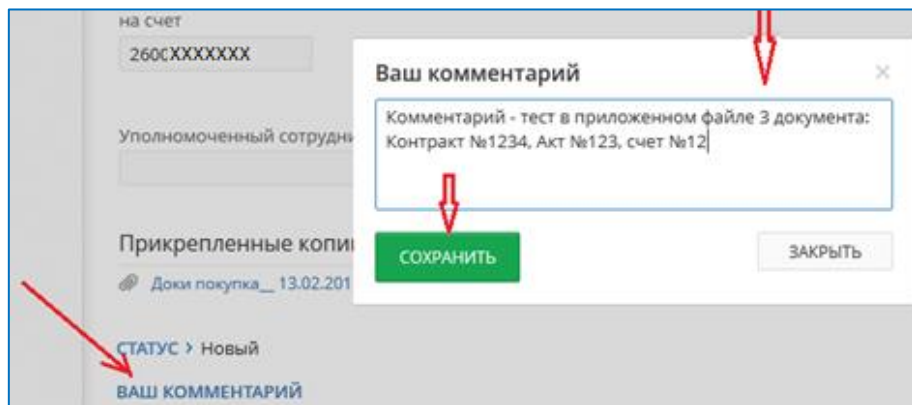 на счет
260СXXXXXXX
Ваш комментарий
Комментарий - тест в приложенном файле 3 документа:
Контракт №1234, Акт №123, счет №12
Уполномоченный сотрудни
СОХРАНИТЬ
ЗАКРЫТЬ
Прикрепленные копи
Доки покупка__ 13.02.201
СТАТУС > Новый
ВАШ КОММЕНТАРИЙ